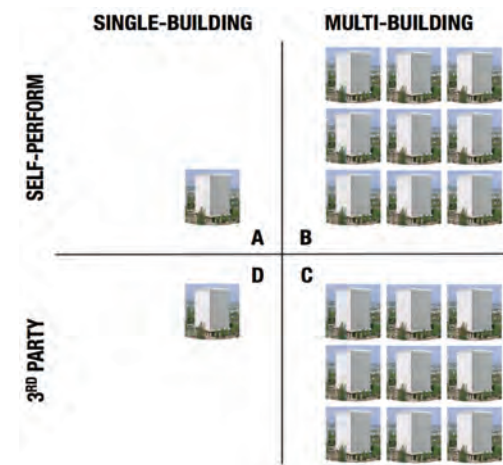 SINGLE-BUILDING MULTI-BUILDING
SELF-PERFORM
A B
D C
3RD PARTY